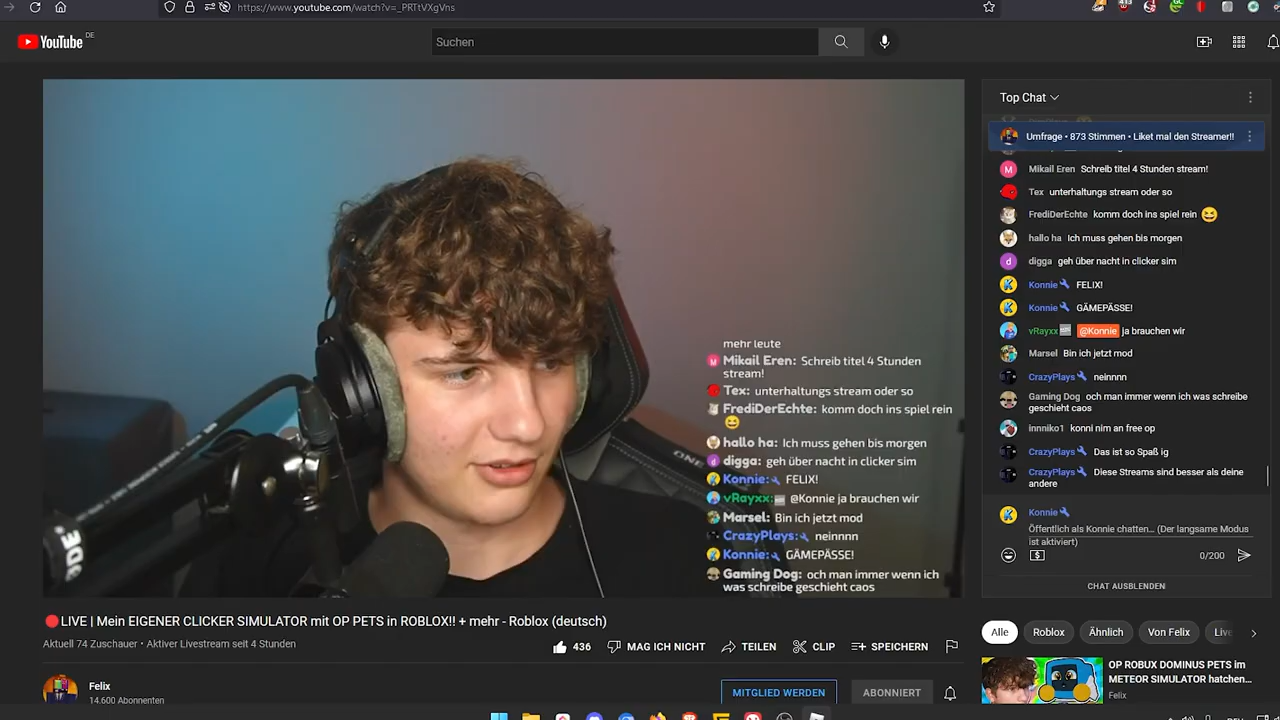 https://www.youtube.com/watch?v=_PRTtVXgVns
YouTube DE
Suchen
mehr leute
Mikail Eren: Schreib titel 4 Stunden
stream!
Tex: unterhaltungs stream oder so
FrediDerEchte: komm doch ins spiel rein
😆
hallo ha: Ich muss gehen bis morgen
digga: geh über nacht in clicker sim
Konnie: FELIX!
vRayxx: @Konnie ja brauchen wir
Marsel: Bin ich jetzt mod
CrazyPlays: neinnnn
Konnie: GÄMEPÄSSE!
Gaming Dog: och man immer wenn ich
was schreibe geschieht caos
🔴LIVE | Mein EIGENER CLICKER SIMULATOR mit OP PETS in ROBLOX!! + mehr - Roblox (deutsch)
Aktuell 74 Zuschauer • Aktiver Livestream seit 4 Stunden
436
MAG ICH NICHT
TEILEN
CLIP
SPEICHERN
Felix
14.600 Abonnenten
MITGLIED WERDEN
ABONNIERT
Top Chat
Umfrage • 873 Stimmen • Liket mal den Streamer!!
Mikail Eren Schreib titel 4 Stunden stream!
Tex unterhaltungs stream oder so
FrediDerEchte komm doch ins spiel rein 😆
hallo ha Ich muss gehen bis morgen
digga geh über nacht in clicker sim
Konnie FELIX!
Konnie GÄMEPÄSSE!
vRayxx @Konnie ja brauchen wir
Marsel Bin ich jetzt mod
CrazyPlays neinnnn
Gaming Dog och man immer wenn ich was schreibe
geschieht caos
innniko1 konni nim an free op
CrazyPlays Das ist so Spaß ig
CrazyPlays Diese Streams sind besser als deine
andere
Konnie
Öffentlich als Konnie chatten... (Der langsame Modus
ist aktiviert)
0/200
CHAT AUSBLENDEN
Alle
Roblox
Ähnlich
Von Felix
Live
OP ROBUX DOMINUS PETS im
METEOR SIMULATOR hatchen...
Felix